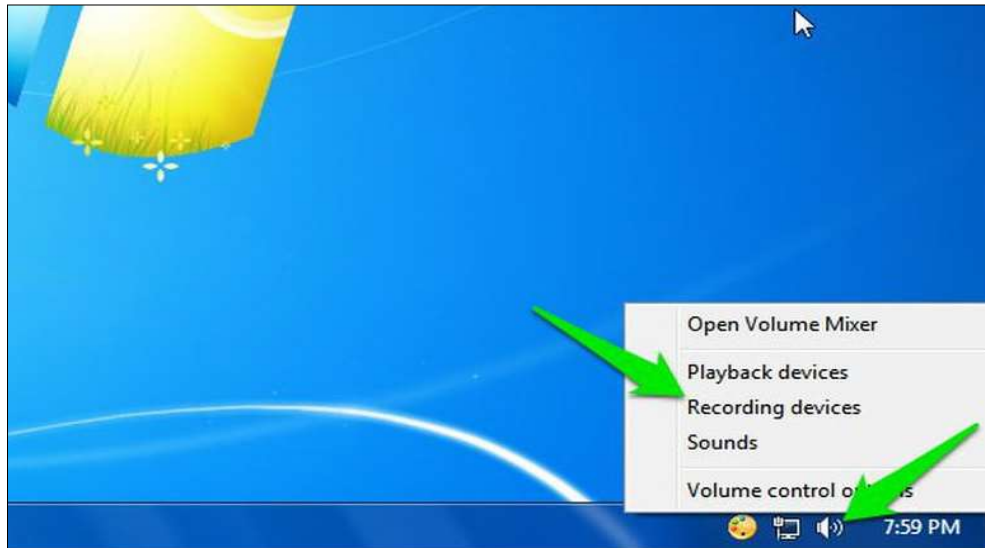 Open Volume Mixer
Playback devices
Recording devices
Sounds
Volume control o s
7:59 PM